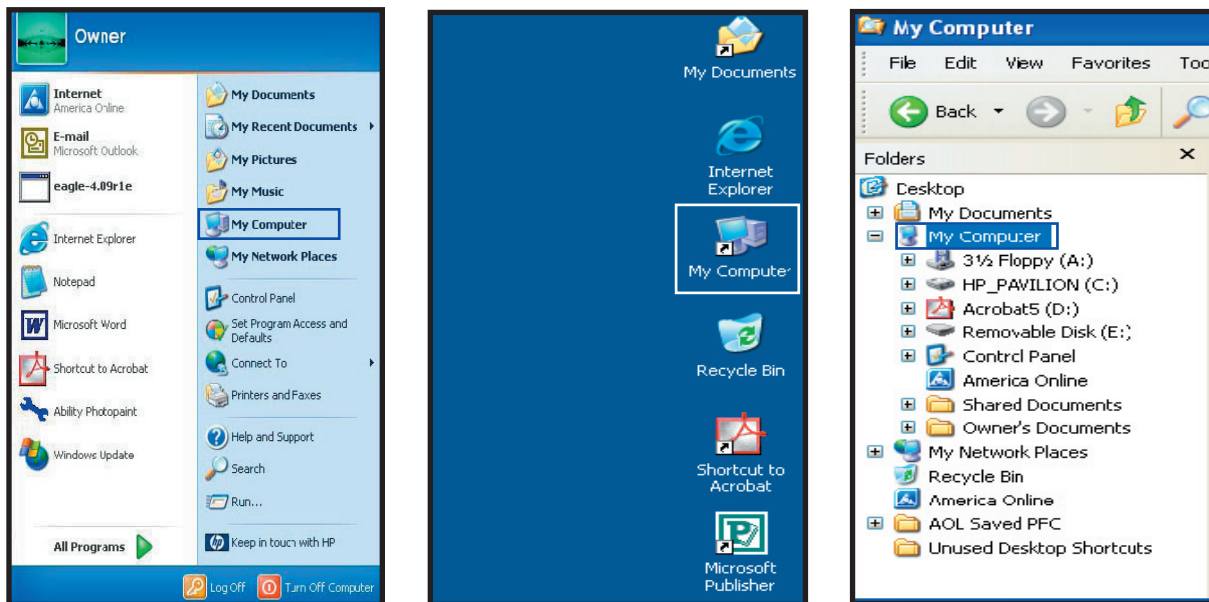 Owner
Internet
America Online
E-mail
Microsoft Outlook
eagle-4.09r1e
Internet Explorer
Notepad
Microsoft Word
Shortcut to Acrobat
Ability Photopaint
Windows Update
All Programs
My Documents
My Recent Documents
My Pictures
My Music
My Computer
My Network Places
Control Panel
Set Program Access and
Defaults
Connect To
Printers and Faxes
Help and Support
Search
Run...
Keep in touch with HP
Log Off
Turn Off Computer
My Documents
Internet
Explorer
My Computer
Recycle Bin
Shortcut to
Acrobat
Microsoft
Publisher
My Computer
File Edit View Favorites Too
Back
Folders
Desktop
My Documents
My Computer
3½ Floppy (A:)
HP_PAVILION (C:)
Acrobat5 (D:)
Removable Disk (E:)
Control Panel
America Online
Shared Documents
Owner's Documents
My Network Places
Recycle Bin
America Online
AOL Saved PFC
Unused Desktop Shortcuts